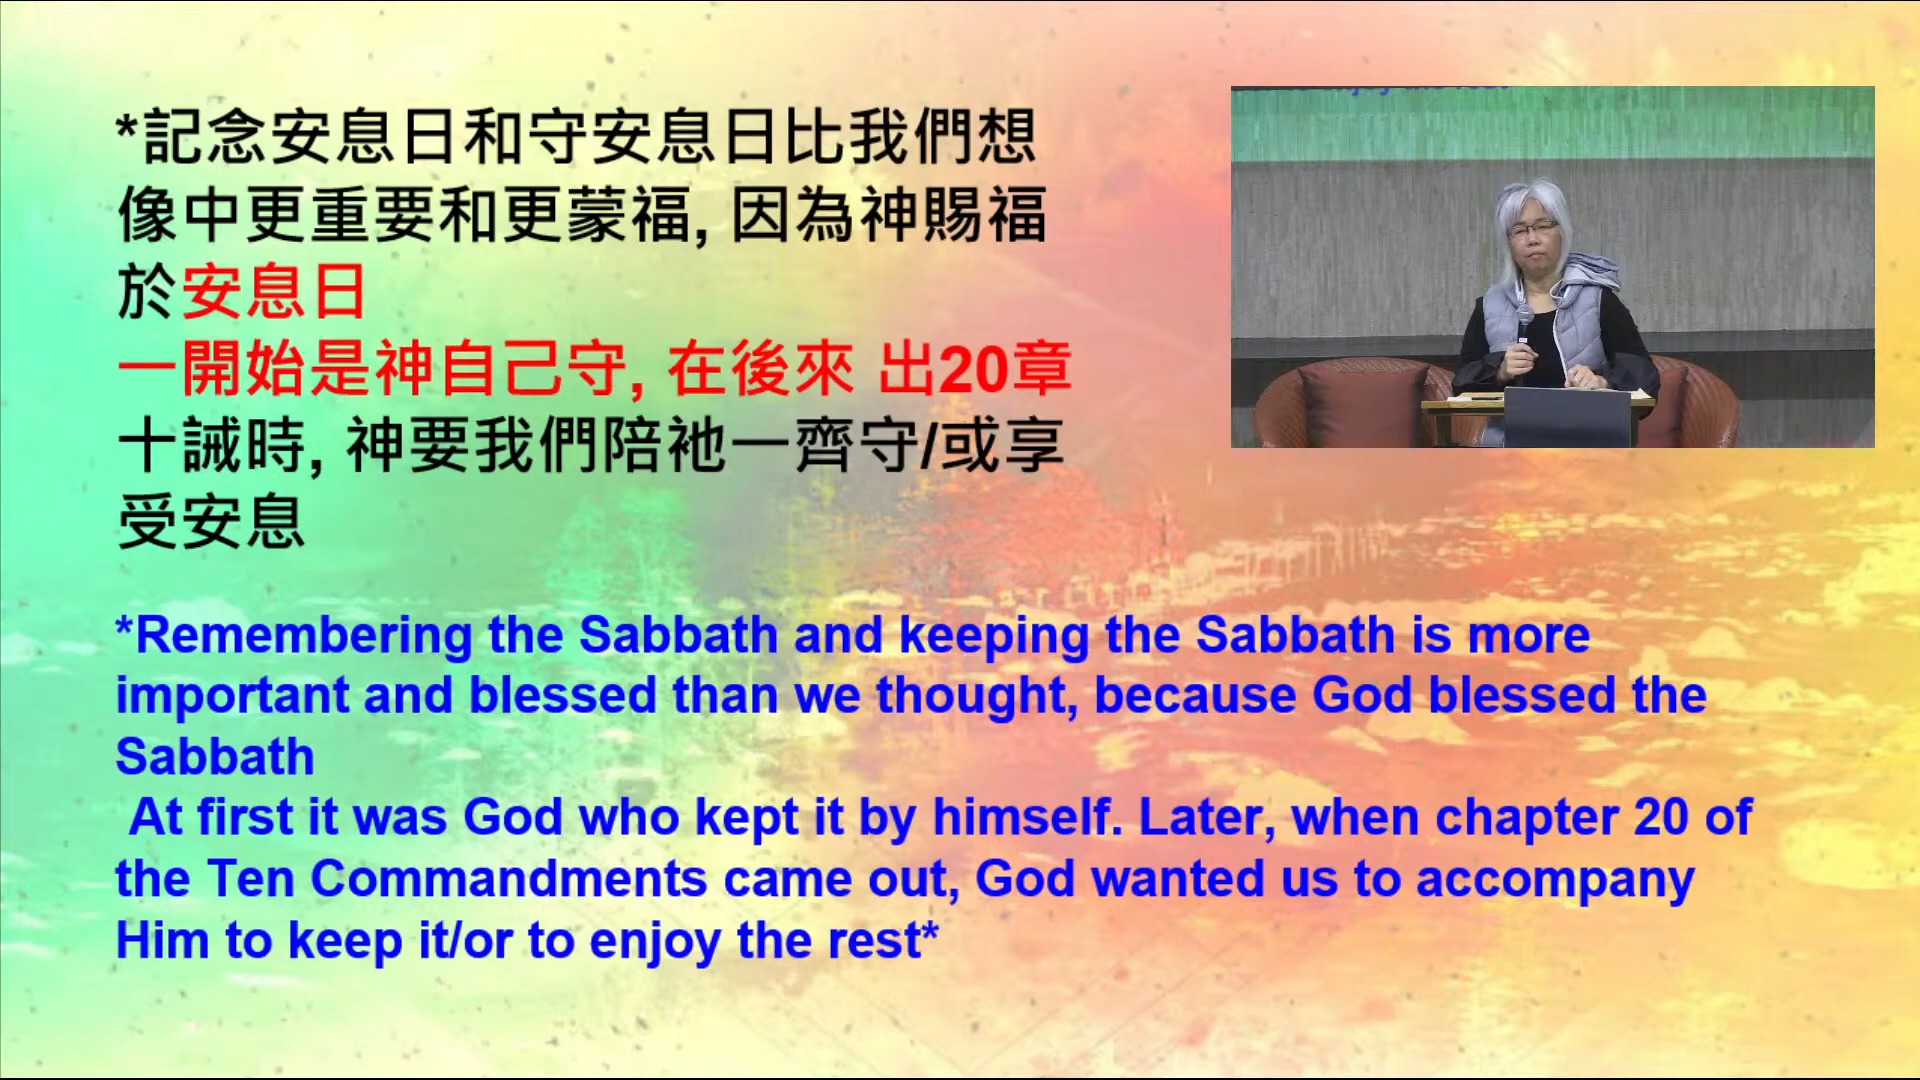 *記念安息日和守安息日比我們想
像中更重要和更蒙福, 因為神賜福
於安息日
一開始是神自己守, 在後來 出20章
十誡時, 神要我們陪衪一齊守/或享
受安息
*Remembering the Sabbath and keeping the Sabbath is more
important and blessed than we thought, because God blessed the
Sabbath
At first it was God who kept it by himself. Later, when chapter 20 of
the Ten Commandments came out, God wanted us to accompany
Him to keep it/or to enjoy the rest*